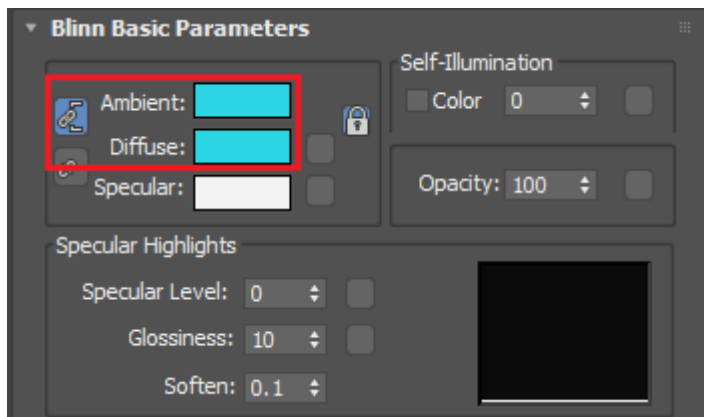 Blinn Basic Parameters
Self-Illumination
Ambient:
Color 0
Diffuse:
Specular:
Opacity: 100
Specular Highlights
Specular Level: 0
Glossiness: 10
Soften: 0.1